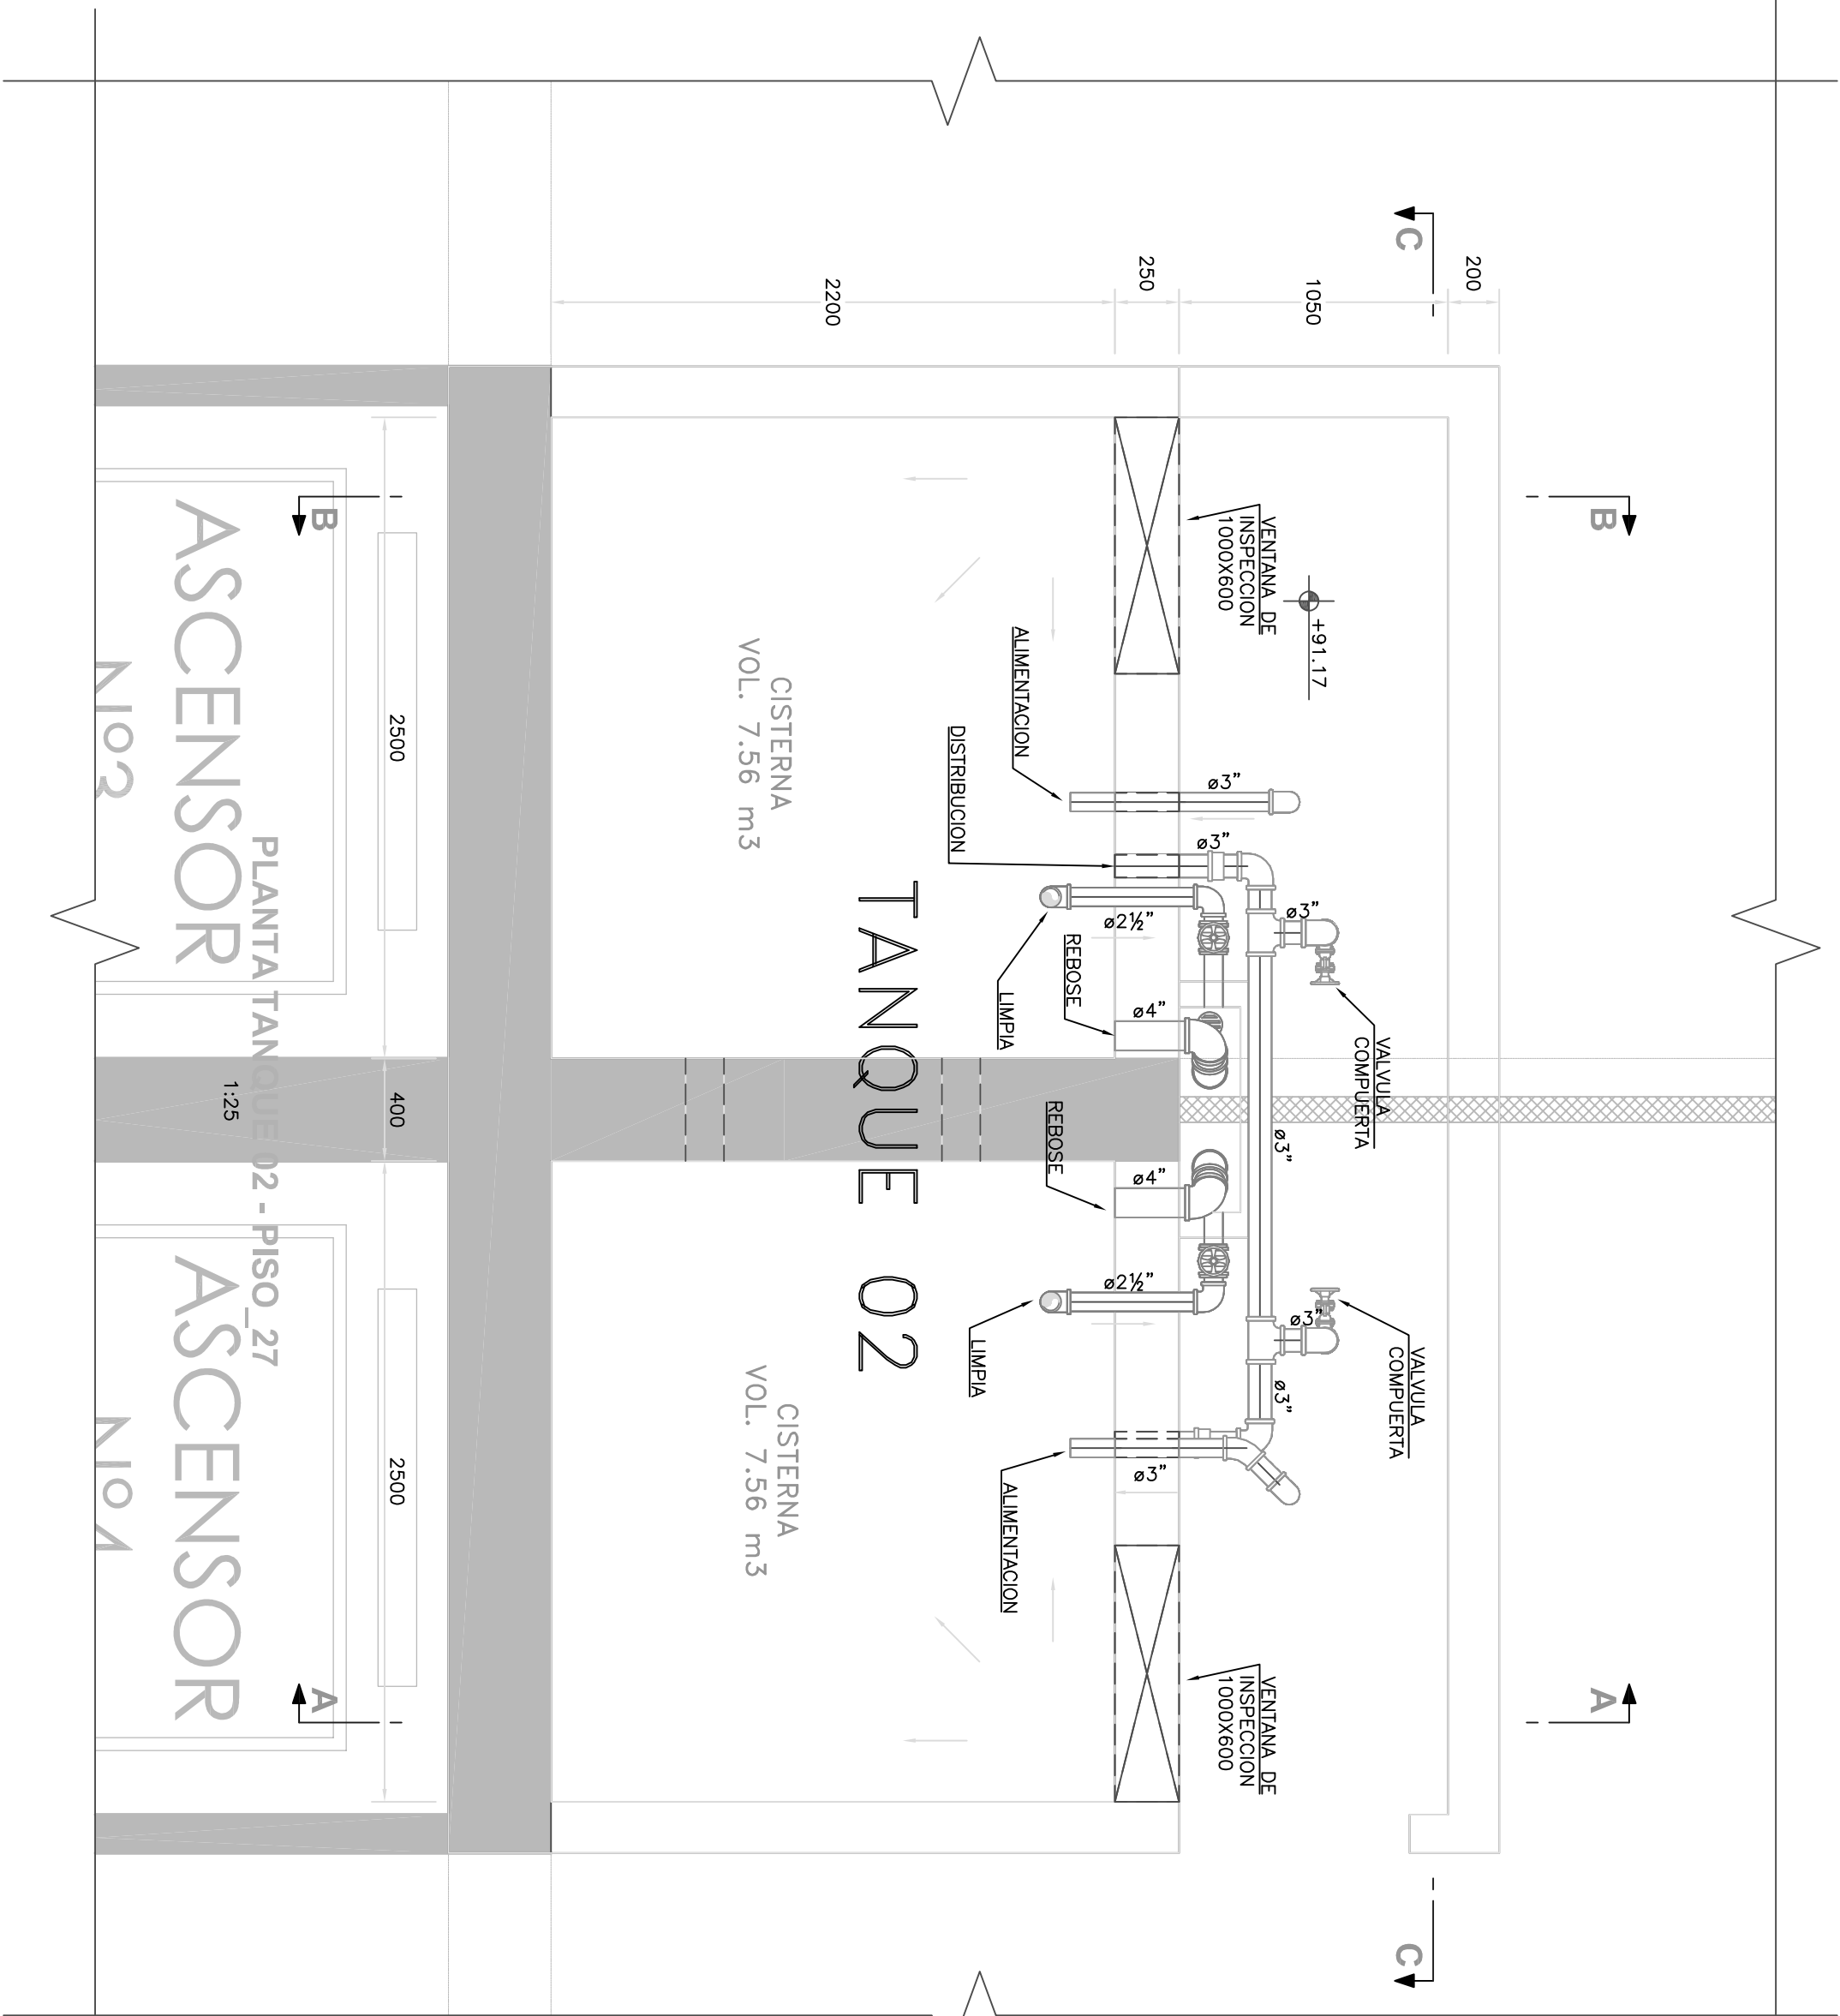 C
200
1050
250
2200
B
B
VENTANA DE
INSPECCION
1000X600
+91.17
ALIMENTACION
DISTRIBUCION
ø3"
ø3"
ø3"
ø2½"
LIMPIA
REBOSE
ø4"
VALVULA
COMPUERTA
CISTERNA
VOL. 7.56 m3
2500
ASCENSOR
N°3
TANQUE 02
ø3"
REBOSE
ø4"
ø2½"
LIMPIA
ø3"
VALVULA
COMPUERTA
ø3"
ø3"
ALIMENTACION
VENTANA DE
INSPECCION
1000X600
CISTERNA
VOL. 7.56 m3
400
2500
PLANTA TANQUE 02 - PISO_27
1:25
ASCENSOR
N°4
A
A
C